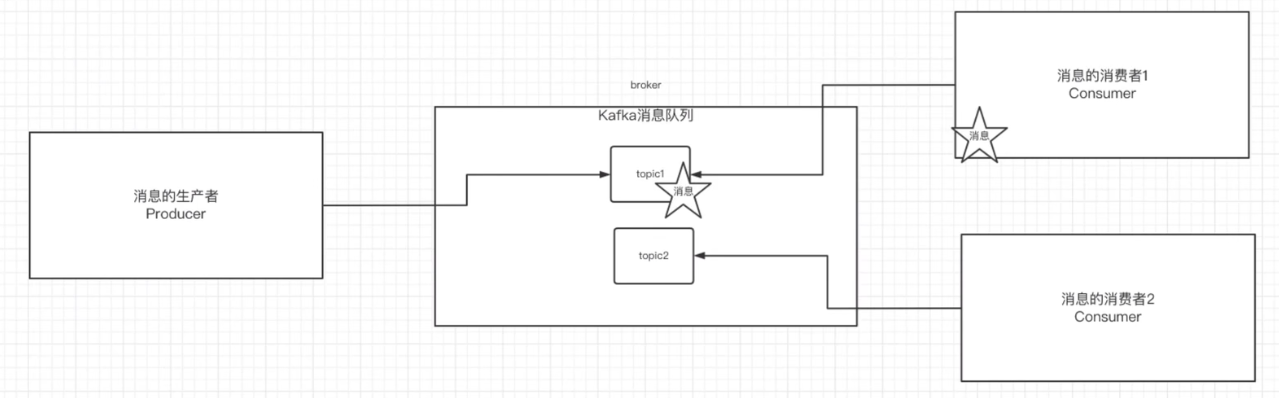 消息的生产者
Producer
broker
Kafka消息队列
topic1
消息
topic2
消息的消费者1
Consumer
消息
消息的消费者2
Consumer